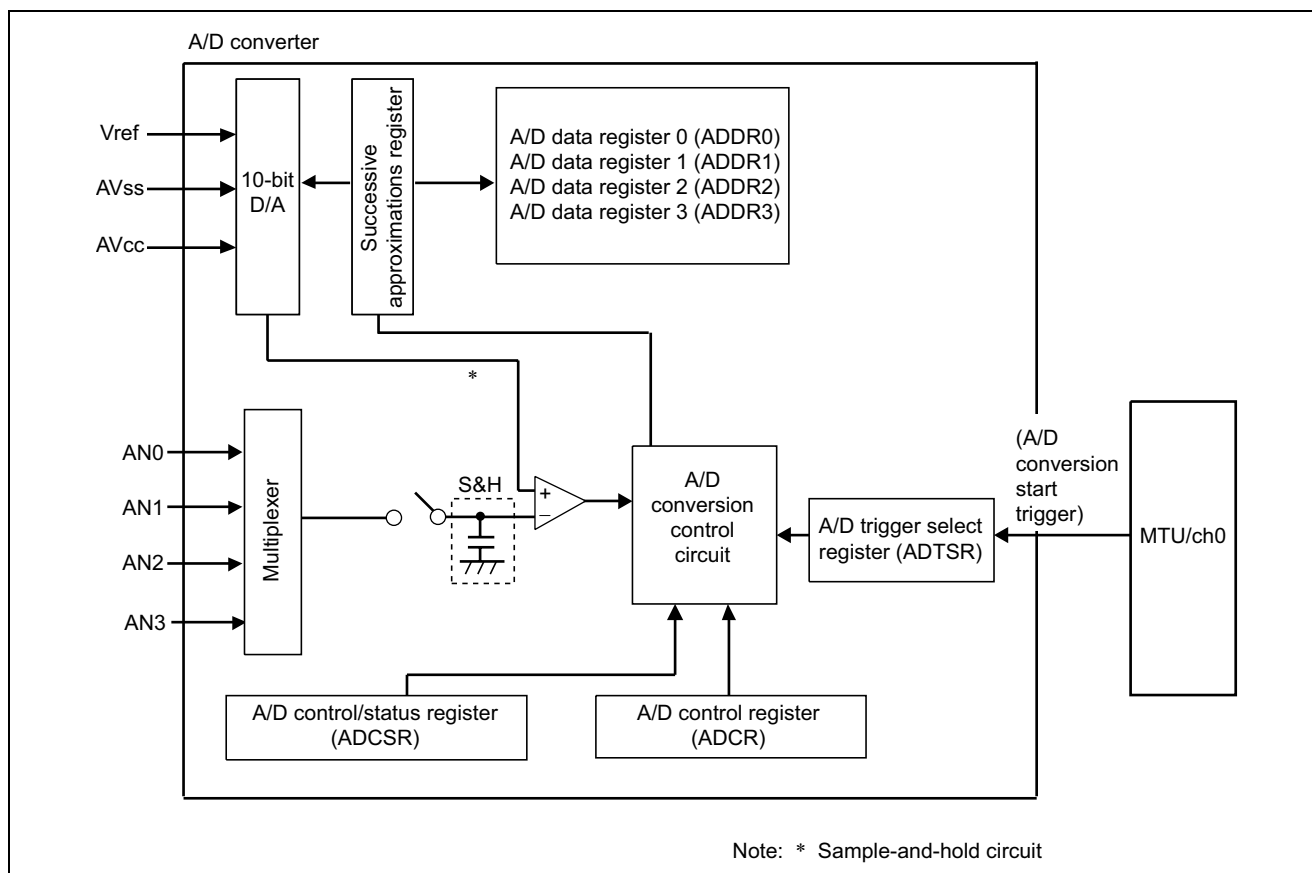 A/D converter
Vref
AVss
AVcc
10-bit
D/A
Successive
approximations register
A/D data register 0 (ADDR0)
A/D data register 1 (ADDR1)
A/D data register 2 (ADDR2)
A/D data register 3 (ADDR3)
*
AN0
AN1
AN2
AN3
Multiplexer
S&H
+
−
A/D
conversion
control
circuit
A/D trigger select
register (ADTSR)
(A/D
conversion
start
trigger)
MTU/ch0
A/D control/status register
(ADCSR)
A/D control register
(ADCR)
Note: * Sample-and-hold circuit